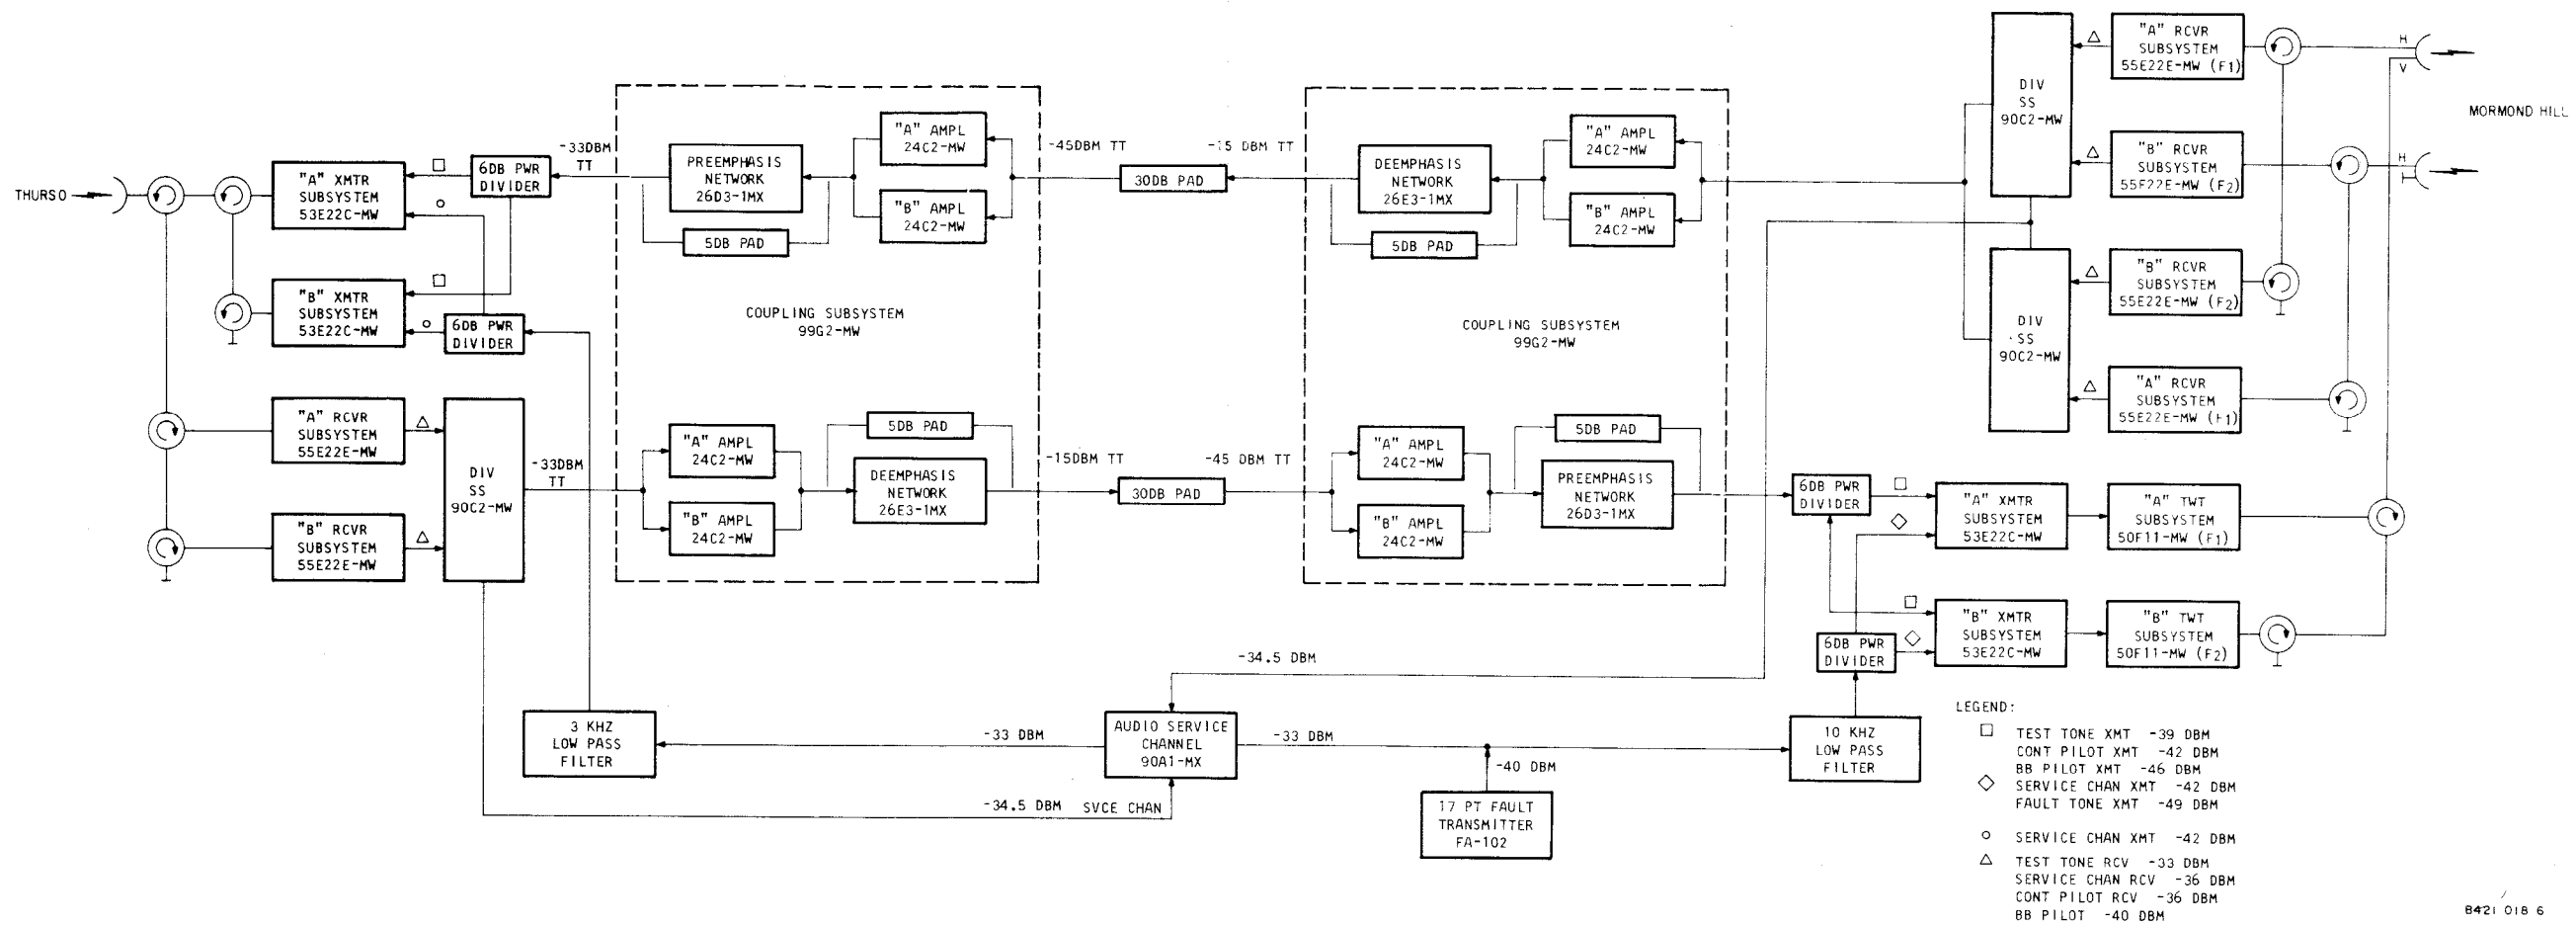 THURSO
"A" XMTR
SUBSYSTEM
53E22C-MW
"B" XMTR
SUBSYSTEM
53E22C-MW
"A" RCVR
SUBSYSTEM
55E22E-MW
"B" RCVR
SUBSYSTEM
55E22E-MW
6DB PWR
DIVIDER
6DB PWR
DIVIDER
DIV
SS
90C2-MW
-33DBM
TT
-33DBM
TT
PREEMPHASIS
NETWORK
26D3-1MX
5DB PAD
"A" AMPL
24C2-MW
"B" AMPL
24C2-MW
COUPLING SUBSYSTEM
99G2-MW
"A" AMPL
24C2-MW
"B" AMPL
24C2-MW
5DB PAD
DEEMPHASIS
NETWORK
26E3-1MX
-45DBM TT
30DB PAD
-15 DBM TT
-15DBM TT
30DB PAD
-45 DBM TT
DEEMPHASIS
NETWORK
26E3-1MX
5DB PAD
"A" AMPL
24C2-MW
"B" AMPL
24C2-MW
COUPLING SUBSYSTEM
99G2-MW
"A" AMPL
24C2-MW
"B" AMPL
24C2-MW
5DB PAD
PREEMPHASIS
NETWORK
26D3-1MX
DIV
SS
90C2-MW
DIV
SS
90C2-MW
"A" RCVR
SUBSYSTEM
55E22E-MW (F1)
"B" RCVR
SUBSYSTEM
55E22E-MW (F2)
"B" RCVR
SUBSYSTEM
55E22E-MW (F2)
"A" RCVR
SUBSYSTEM
55E22E-MW (F1)
H
V
H
MORMOND HILL
6DB PWR
DIVIDER
"A" XMTR
SUBSYSTEM
53E22C-MW
"A" TWT
SUBSYSTEM
50F11-MW (F1)
6DB PWR
DIVIDER
"B" XMTR
SUBSYSTEM
53E22C-MW
"B" TWT
SUBSYSTEM
50F11-MW (F2)
3 KHZ
LOW PASS
FILTER
-33 DBM
AUDIO SERVICE
CHANNEL
90A1-MX
-33 DBM
-34.5 DBM
-34.5 DBM SVCE CHAN
-40 DBM
17 PT FAULT
TRANSMITTER
FA-102
10 KHZ
LOW PASS
FILTER
LEGEND:
TEST TONE XMT -39 DBM
CONT PILOT XMT -42 DBM
BB PILOT XMT -46 DBM
SERVICE CHAN XMT -42 DBM
FAULT TONE XMT -49 DBM
SERVICE CHAN XMT -42 DBM
TEST TONE RCV -33 DBM
SERVICE CHAN RCV -36 DBM
CONT PILOT RCV -36 DBM
BB PILOT -40 DBM
8421 018 6